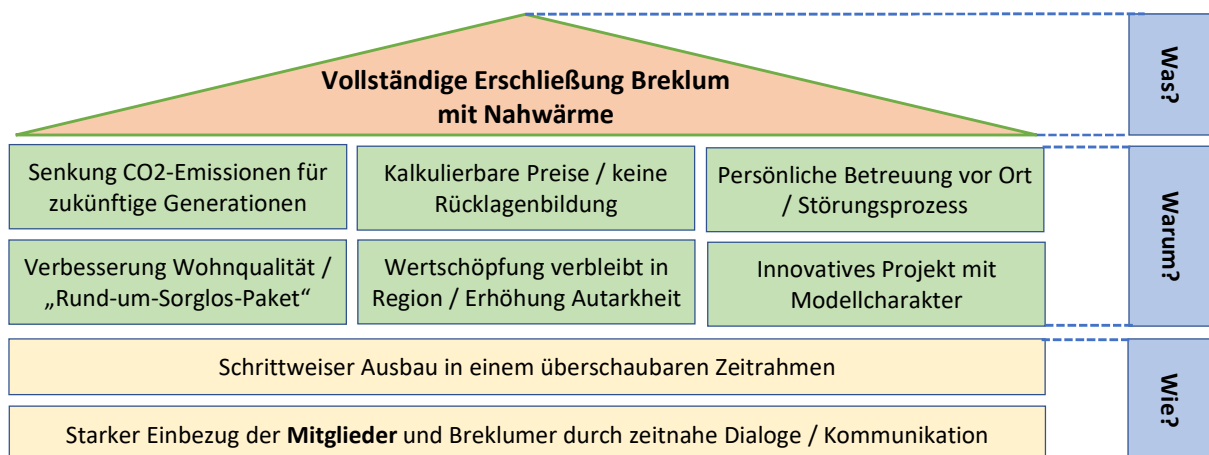 Vollständige Erschließung Breklum
mit Nahwärme
Was?
Senkung CO2-Emissionen für
zukünftige Generationen
Kalkulierbare Preise / keine
Rücklagenbildung
Persönliche Betreuung vor Ort
/ Störungsprozess
Verbesserung Wohnqualität /
„Rund-um-Sorglos-Paket“
Wertschöpfung verbleibt in
Region / Erhöhung Autarkheit
Innovatives Projekt mit
Modellcharakter
Warum?
Schrittweiser Ausbau in einem überschaubaren Zeitrahmen
Starker Einbezug der Mitglieder und Breklumer durch zeitnahe Dialoge / Kommunikation
Wie?